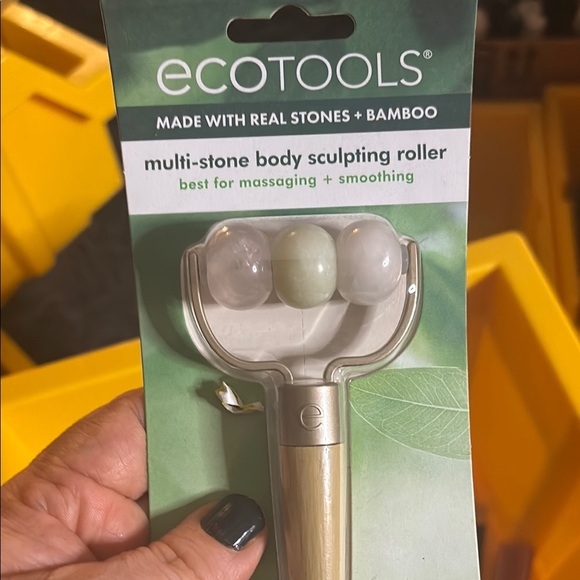 ecoTOOLS®
MADE WITH REAL STONES + BAMBOO
multi-stone body sculpting roller
best for massaging + smoothing
e